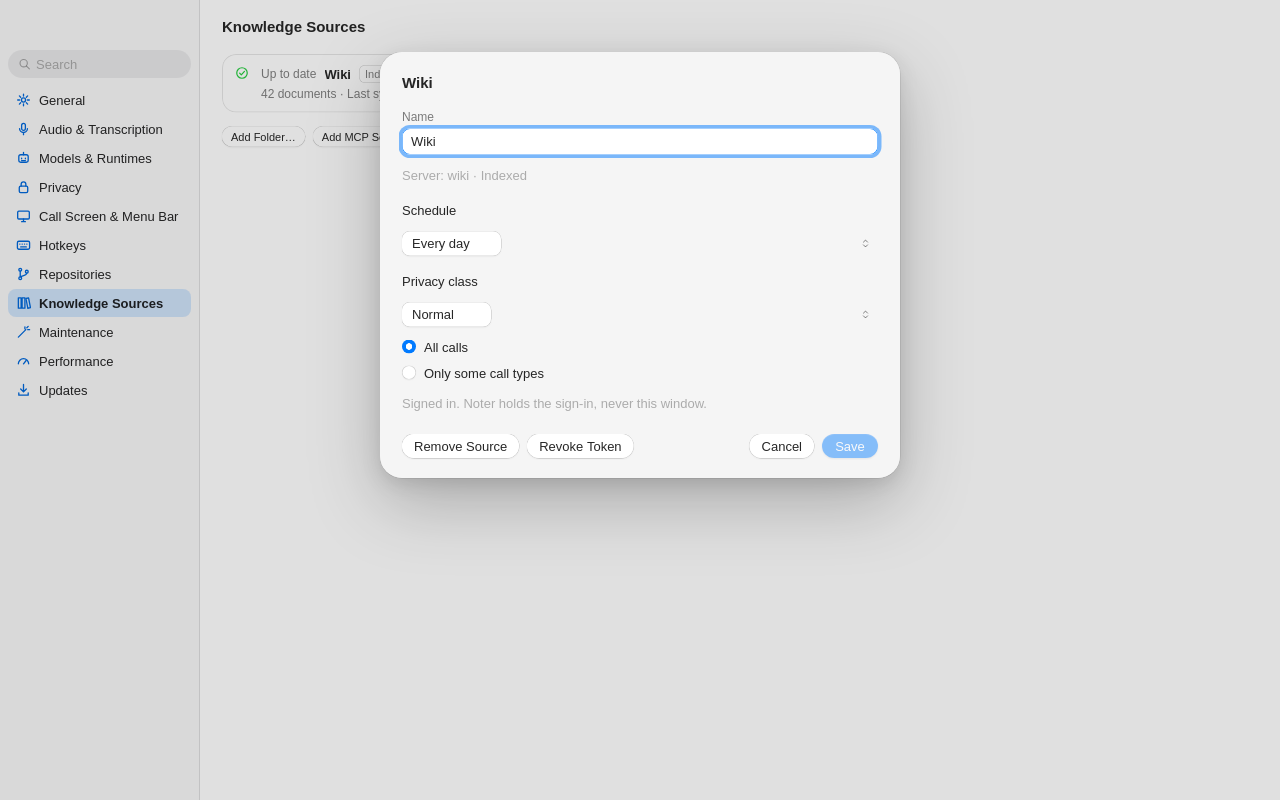 Knowledge Sources
Search
General
Audio & Transcription
Models & Runtimes
Privacy
Call Screen & Menu Bar
Hotkeys
Repositories
Knowledge Sources
Maintenance
Performance
Updates
Up to date Wiki
42 documents · Last
Add Folder… Add MCP
Wiki
Name
Wiki
Server: wiki · Indexed
Schedule
Every day
Privacy class
Normal
All calls
Only some call types
Signed in. Noter holds the sign-in, never this window.
Remove Source Revoke Token Cancel Save